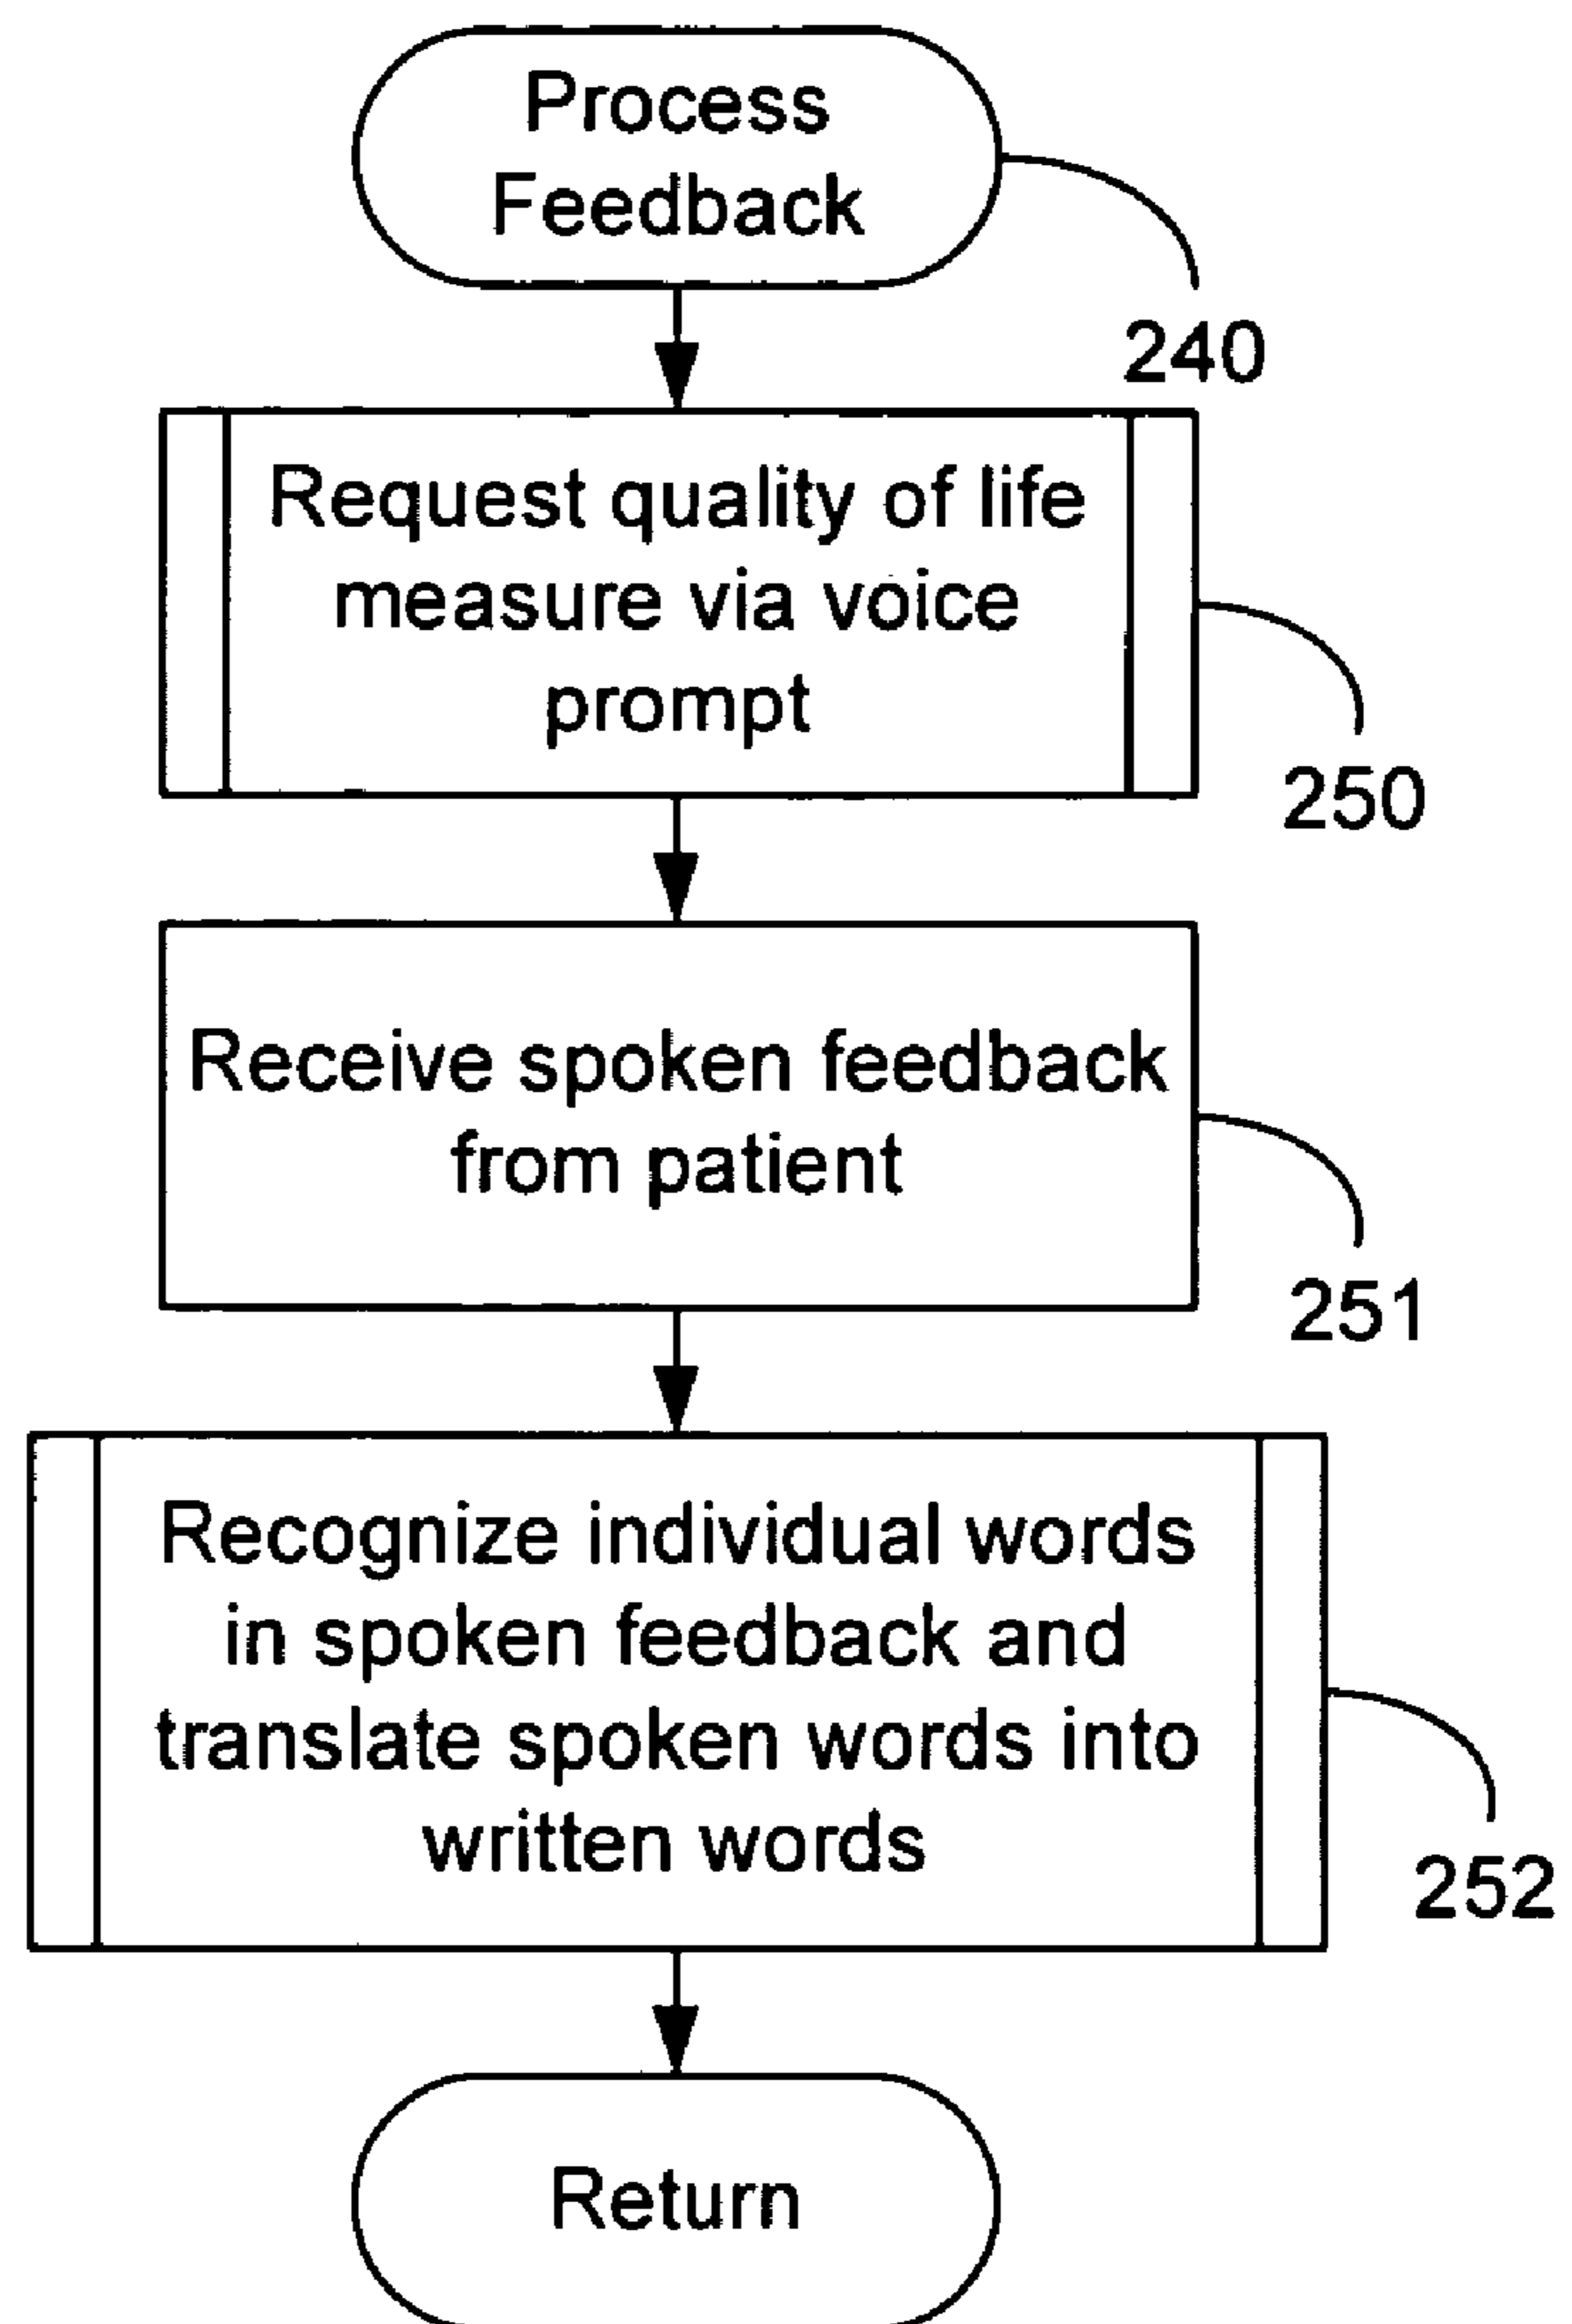 Process
Feedback
240
Request quality of life
measure via voice
prompt
250
Receive spoken feedback
from patient
251
Recognize individual words
in spoken feedback and
translate spoken words into
written words
252
Return